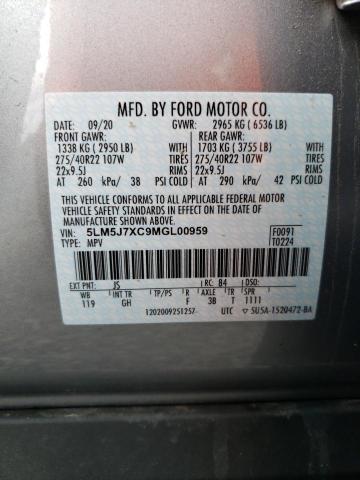 MFD. BY FORD MOTOR CO.
DATE: 09/20 GVWR: 2965 KG ( 6536 LB)
FRONT GAWR: REAR GAWR:
1338 KG ( 2950 LB) WITH 1703 KG ( 3755 LB) WITH
275/40R22 107W TIRES 275/40R22 107W TIRES
22x9.5J RIMS 22x9.5J RIMS
AT 260 kPa/ 38 PSI COLD AT 290 kPa/ 42 PSI COLD
THIS VEHICLE CONFORMS TO ALL APPLICABLE FEDERAL MOTOR
VEHICLE SAFETY AND THEFT PREVENTION STANDARDS IN EFFECT ON THE DATE
OF MANUFACTURE SHOWN ABOVE.
VIN: 5LM5J7XC9MGL00959 F0091
TYPE: MPV T0224
EXT PNT: JS RC: 84 DSO:
WB BRK INT TR TP/PS R AXLE TR SPR
119 GH F 38 T 1111
1202009251257 UTC ▽ 5U5A-1520472-BA